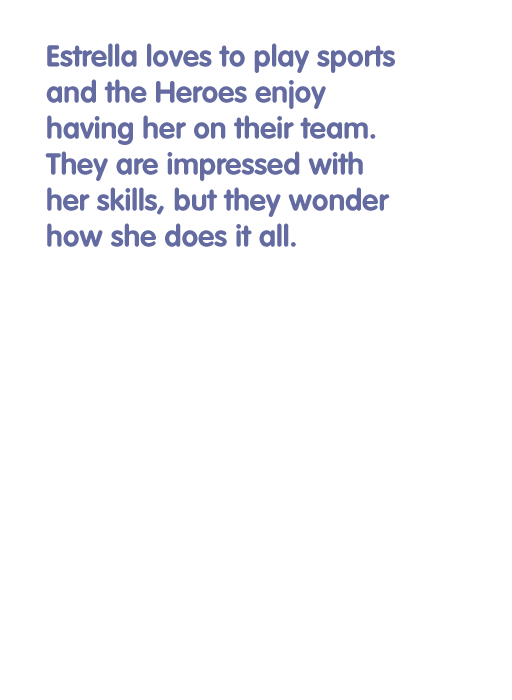 Estrella loves to play sports
and the Heroes enjoy
having her on their team.
They are impressed with
her skills, but they wonder
how she does it all.